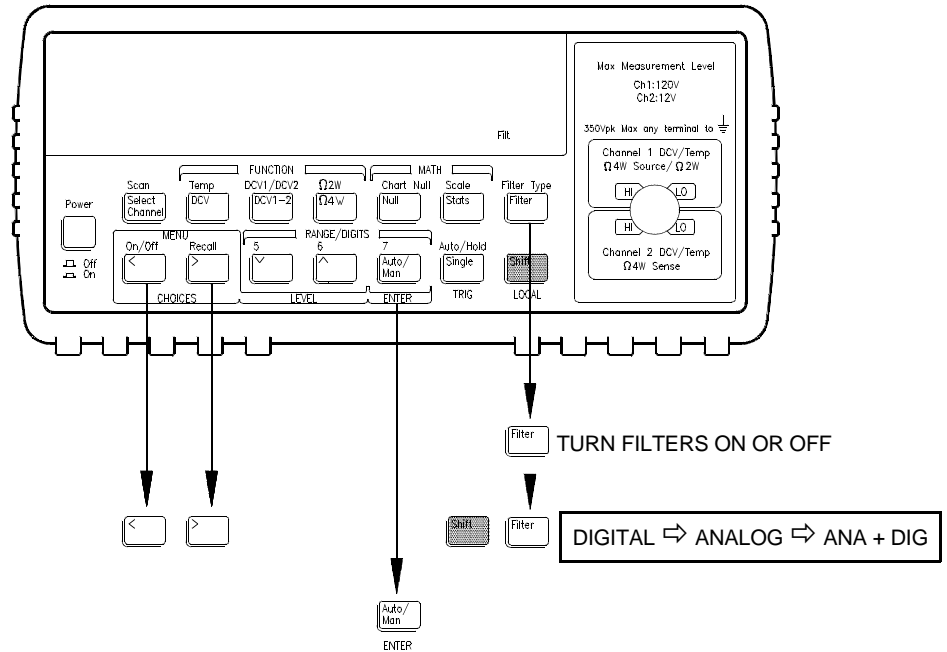 Max Measurement Level
Ch1:120V
Ch2:12V
350Vpk Max any terminal to
Filt
Channel 1 DCV/Temp
Ω4W Source/Ω2W
HI LO
HI LO
Channel 2 DCV/Temp
Ω4W Sense
FUNCTION MATH
Scan Temp DCV1/DCV2 Ω2W Chart Null Scale Filter Type
Power
Select Channel DCV DCV1-2 Ω4W Null Stats Filter
MENU RANGE/DIGITS
On/Off Recall 5 6 7 Auto/Hold
Off
On
< > ∨ ∧ Auto/Man Single Shift
CHOICES LEVEL ENTER TRIG LOCAL
Filter TURN FILTERS ON OR OFF
< > Shift Filter DIGITAL ⇨ ANALOG ⇨ ANA + DIG
Auto/
Man
ENTER